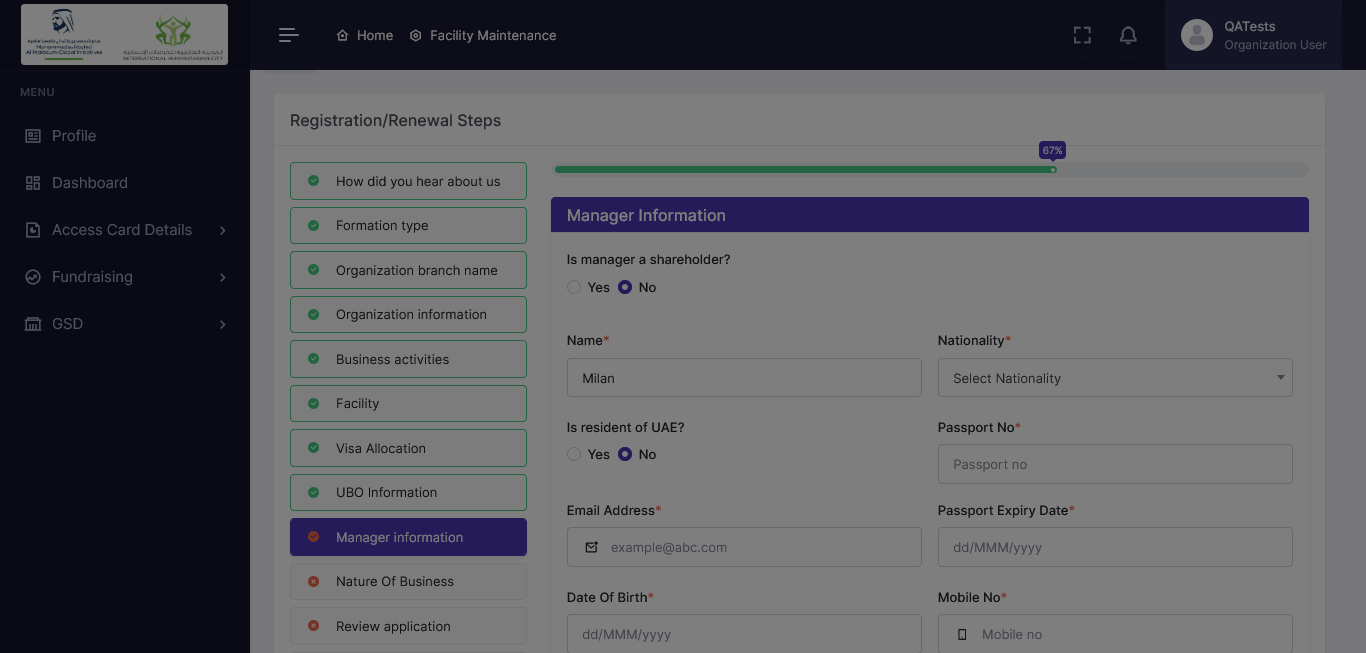 Mohammed Bin Rashid
Al Maktoum Global Initiatives
INTERNATIONAL HUMANITARIAN CITY
Home
Facility Maintenance
QATests
Organization User
MENU
Profile
Dashboard
Access Card Details
Fundraising
GSD
Registration/Renewal Steps
How did you hear about us
Formation type
Organization branch name
Organization information
Business activities
Facility
Visa Allocation
UBO Information
Manager information
Nature Of Business
Review application
67%
Manager Information
Is manager a shareholder?
Yes No
Name* Nationality*
Milan Select Nationality
Is resident of UAE? Passport No*
Yes No Passport no
Email Address* Passport Expiry Date*
example@abc.com dd/MMM/yyyy
Date Of Birth* Mobile No*
dd/MMM/yyyy Mobile no